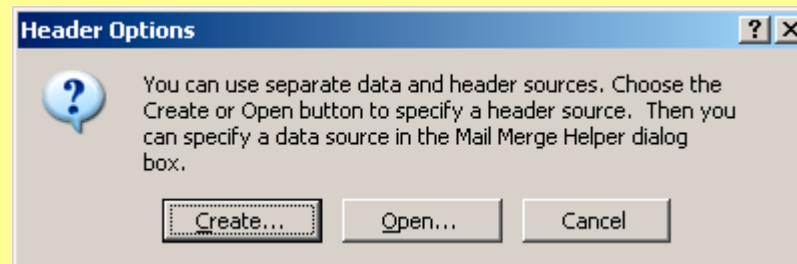 Header Options
You can use separate data and header sources. Choose the
Create or Open button to specify a header source.  Then you
can specify a data source in the Mail Merge Helper dialog
box.
Create... Open... Cancel